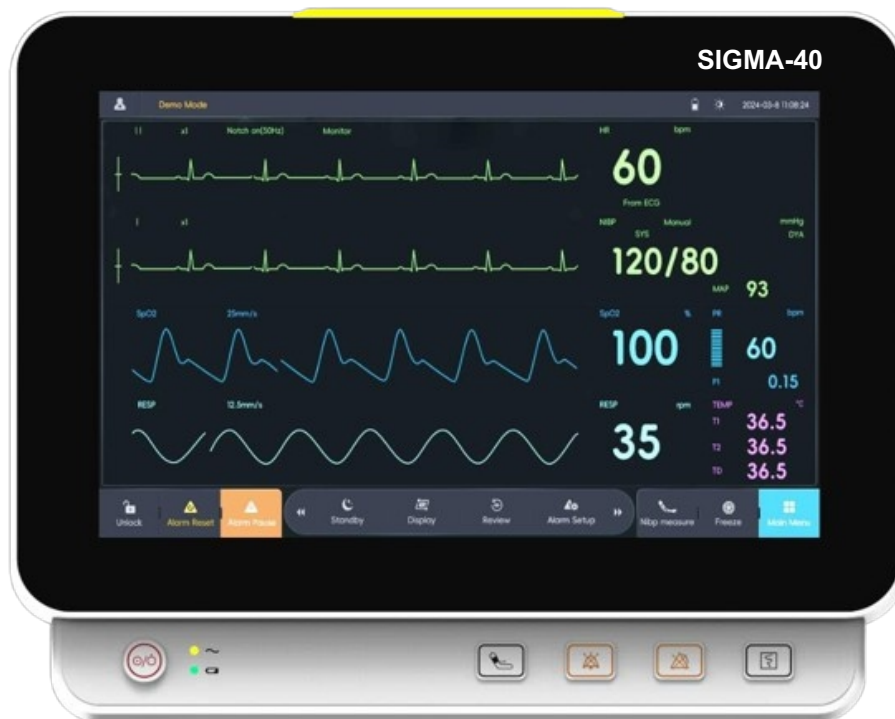 SIGMA-40
Demo Mode
2024-03-8 11:08:24
II x1 Notch on(50Hz) Monitor
HR bpm
60
From ECG
I x1
NIBP Manual mmHg
SYS DYA
120/80
MAP 93
SpO2 25mm/s
SpO2 % PR bpm
100 60
PI 0.15
RESP 12.5mm/s
RESP rpm TEMP °C
35
T1 36.5
T2 36.5
TD 36.5
Unlock Alarm Reset Alarm Pause Standby Display Review Alarm Setup Nibp measure Freeze Main Menu